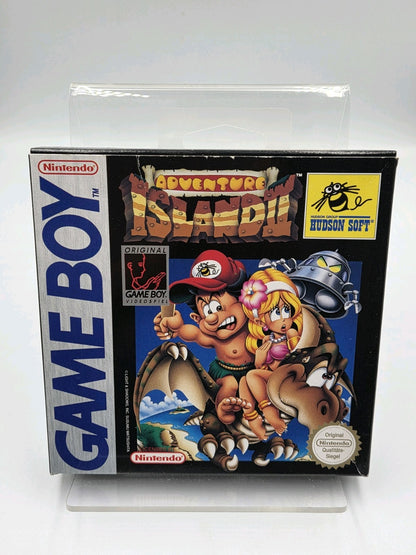 Nintendo
GAME BOY
TM
ADVENTURE
ISLAND II
TM
HUDSON GROUP
HUDSON SOFT
ORIGINAL
GAME BOY
VIDEOSPIEL
Nintendo
Original
Nintendo
Qualitäts-
Siegel